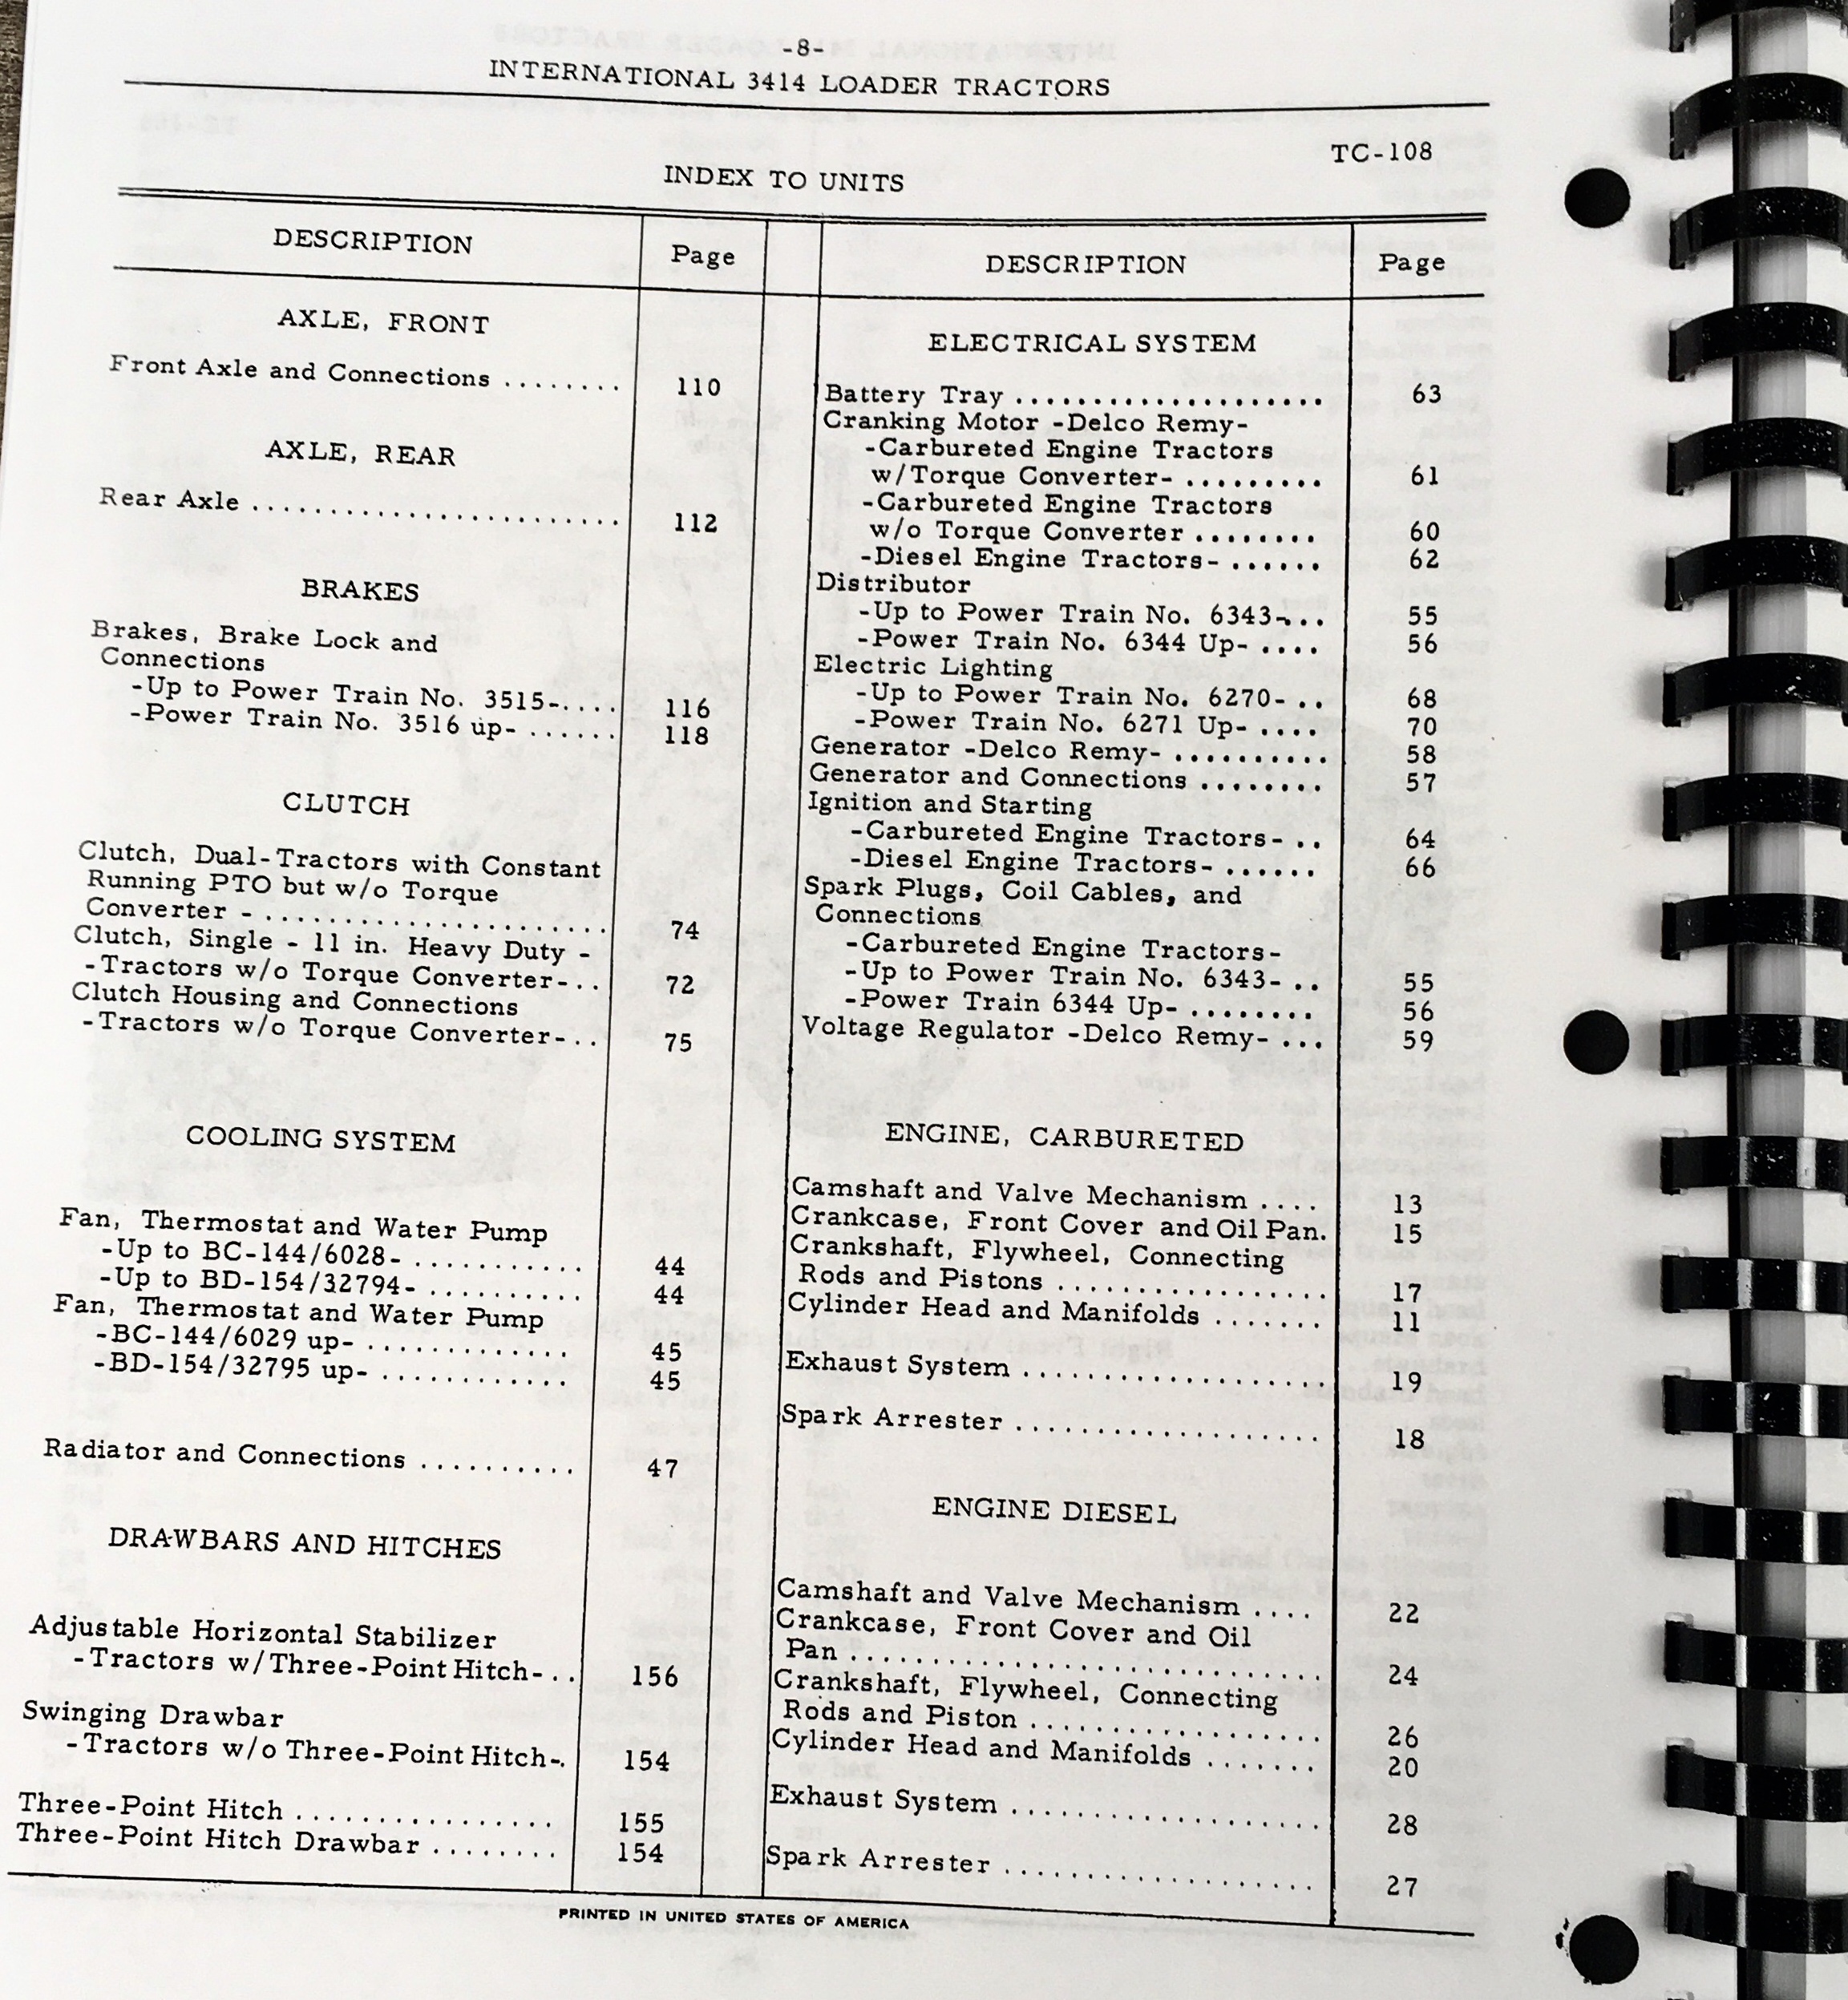 -8-
INTERNATIONAL 3414 LOADER TRACTORS
TC-108
INDEX TO UNITS
DESCRIPTION Page
AXLE, FRONT
Front Axle and Connections ........ 110
AXLE, REAR
Rear Axle ....................... 112
BRAKES
Brakes, Brake Lock and
Connections
-Up to Power Train No. 3515-.... 116
-Power Train No. 3516 up- ...... 118
CLUTCH
Clutch, Dual-Tractors with Constant
Running PTO but w/o Torque
Converter - ..................... 74
Clutch, Single - 11 in. Heavy Duty -
-Tractors w/o Torque Converter-.. 72
Clutch Housing and Connections
-Tractors w/o Torque Converter-.. 75
COOLING SYSTEM
Fan, Thermostat and Water Pump
-Up to BC-144/6028- ........... 44
-Up to BD-154/32794- .......... 44
Fan, Thermostat and Water Pump
-BC-144/6029 up- ............. 45
-BD-154/32795 up- ............ 45
Radiator and Connections .......... 47
DRAWBARS AND HITCHES
Adjustable Horizontal Stabilizer
-Tractors w/Three-Point Hitch-.. 156
Swinging Drawbar
-Tractors w/o Three-Point Hitch-. 154
Three-Point Hitch ............... 155
Three-Point Hitch Drawbar ........ 154
DESCRIPTION Page
ELECTRICAL SYSTEM
Battery Tray ................... 63
Cranking Motor -Delco Remy-
-Carbureted Engine Tractors
w/Torque Converter- ......... 61
-Carbureted Engine Tractors
w/o Torque Converter ........ 60
-Diesel Engine Tractors- ...... 62
Distributor
-Up to Power Train No. 6343-... 55
-Power Train No. 6344 Up- .... 56
Electric Lighting
-Up to Power Train No. 6270- .. 68
-Power Train No. 6271 Up- .... 70
Generator -Delco Remy- .......... 58
Generator and Connections ........ 57
Ignition and Starting
-Carbureted Engine Tractors- .. 64
-Diesel Engine Tractors- ...... 66
Spark Plugs, Coil Cables, and
Connections
-Carbureted Engine Tractors-
-Up to Power Train No. 6343- .. 55
-Power Train 6344 Up- ........ 56
Voltage Regulator -Delco Remy- ... 59
ENGINE, CARBURETED
Camshaft and Valve Mechanism .... 13
Crankcase, Front Cover and Oil Pan. 15
Crankshaft, Flywheel, Connecting
Rods and Pistons ................. 17
Cylinder Head and Manifolds ....... 11
Exhaust System ................... 19
Spark Arrester ................... 18
ENGINE DIESEL
Camshaft and Valve Mechanism .... 22
Crankcase, Front Cover and Oil
Pan ............................. 24
Crankshaft, Flywheel, Connecting
Rods and Piston .................. 26
Cylinder Head and Manifolds ....... 20
Exhaust System ................... 28
Spark Arrester ................... 27
PRINTED IN UNITED STATES OF AMERICA